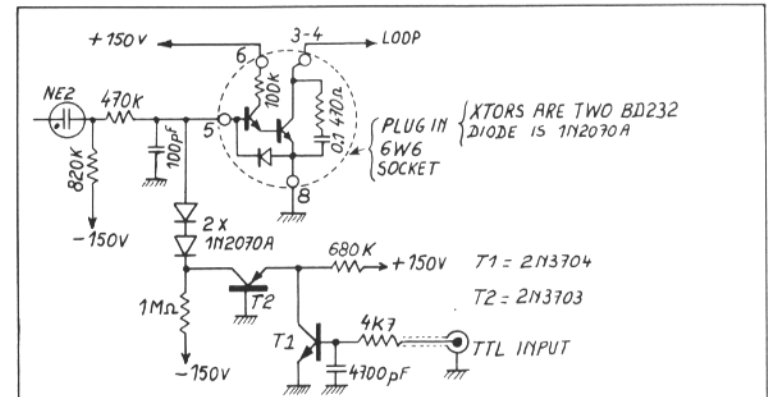 +150V
3-4
LOOP
6
NE2
470K
5
100K
470Ω
0.1
100pF
820K
-150V
8
PLUG IN
6W6
SOCKET
XTORS ARE TWO BD232
DIODE IS 1N2070A
2X
1N2070A
680K
+150V
T1 = 2N3704
T2 = 2N3703
T2
1MΩ
-150V
T1
4K7
4700pF
TTL INPUT